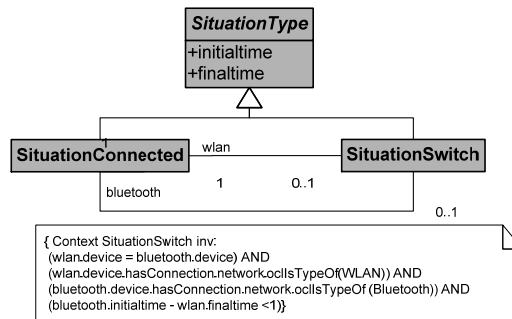 SituationType
+initialtime
+finaltime
1
wlan
SituationConnected
SituationSwitch
bluetooth
1
0..1
0..1
{ Context SituationSwitch inv:
(wlan.device = bluetooth.device) AND
(wlan.device.hasConnection.network.oclIsTypeOf(WLAN)) AND
(bluetooth.device.hasConnection.network.oclIsTypeOf (Bluetooth)) AND
(bluetooth.initialtime - wlan.finaltime <1)}